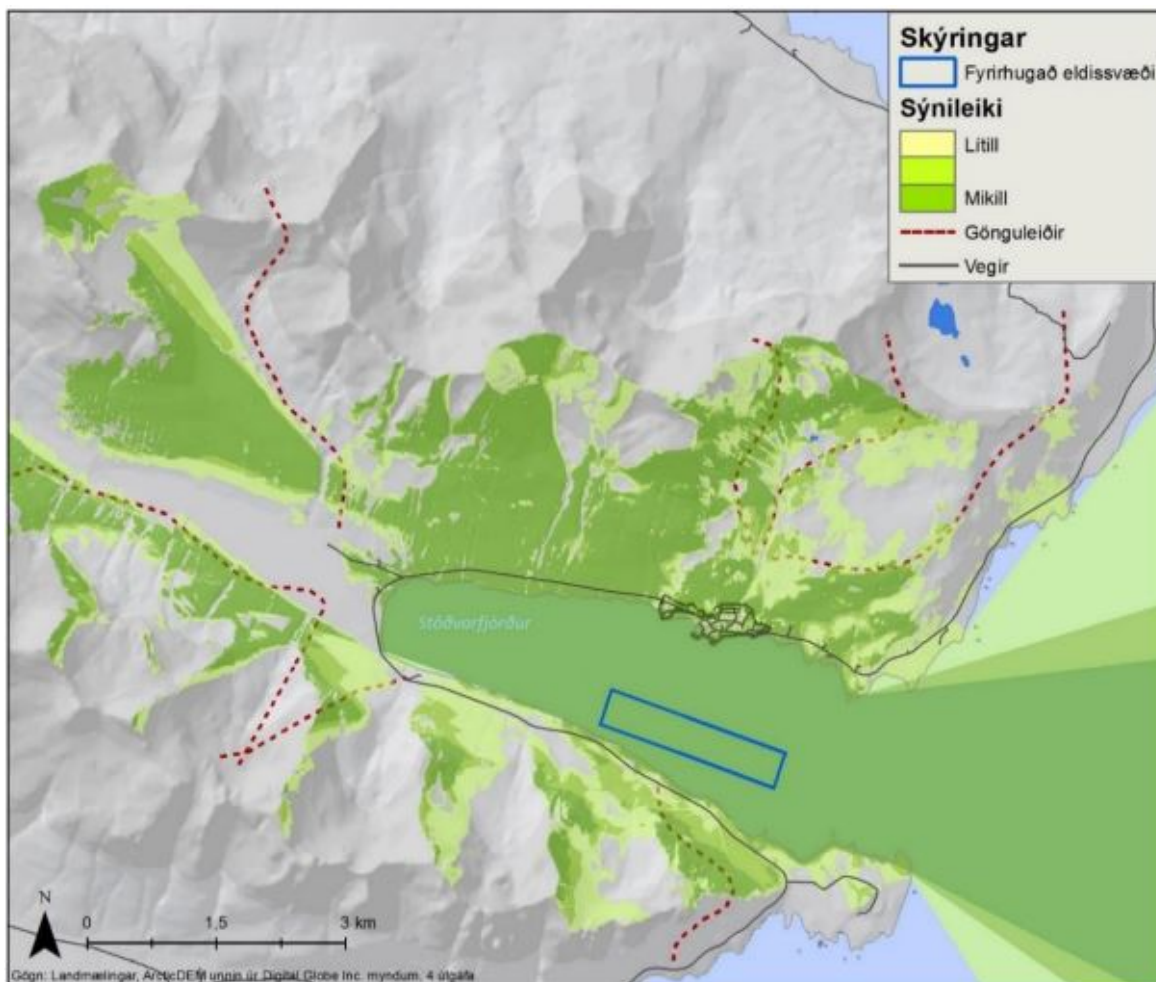 Skýringar
Fyrirhugað eldissvæði
Sýnileiki
Lítill
Mikill
Gönguleiðir
Vegir
Stöðvarfjörður
N
0 1,5 3 km
Gögn: Landmælingar, ArcticDEM unnin úr Digital Globe Inc. myndum. 4 útgáfa